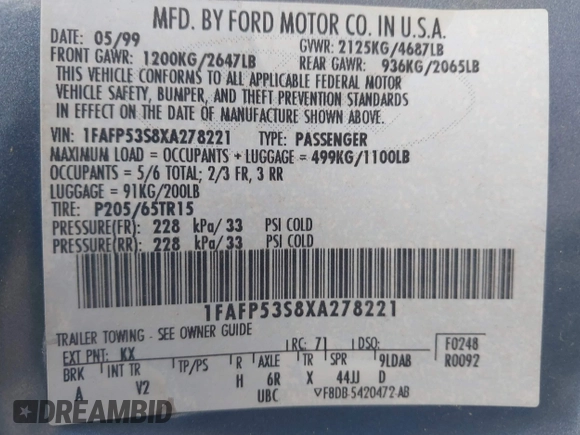 MFD. BY FORD MOTOR CO. IN U.S.A.
DATE: 05/99 GVWR: 2125KG/4687LB
FRONT GAWR: 1200KG/2647LB REAR GAWR: 936KG/2065LB
THIS VEHICLE CONFORMS TO ALL APPLICABLE FEDERAL MOTOR
VEHICLE SAFETY, BUMPER, AND THEFT PREVENTION STANDARDS
IN EFFECT ON THE DATE OF MANUFACTURE SHOWN ABOVE.
VIN: 1FAFP53S8XA278221 TYPE: PASSENGER
MAXIMUM LOAD = OCCUPANTS + LUGGAGE = 499KG/1100LB
OCCUPANTS = 5/6 TOTAL; 2/3 FR, 3 RR
LUGGAGE = 91KG/200LB
TIRE: P205/65TR15
PRESSURE(FR): 228 kPa/ 33 PSI COLD
PRESSURE(RR): 228 kPa/ 33 PSI COLD
1FAFP53S8XA278221
TRAILER TOWING - SEE OWNER GUIDE
EXT PNT: KX RC: 71 DSO: F0248
BRK INT TR TP/PS R AXLE TR SPR 9LDAB R0092
A V2 H 6R X 44JJ D
UBC VF8DB-5420472-AB
EPICVIN